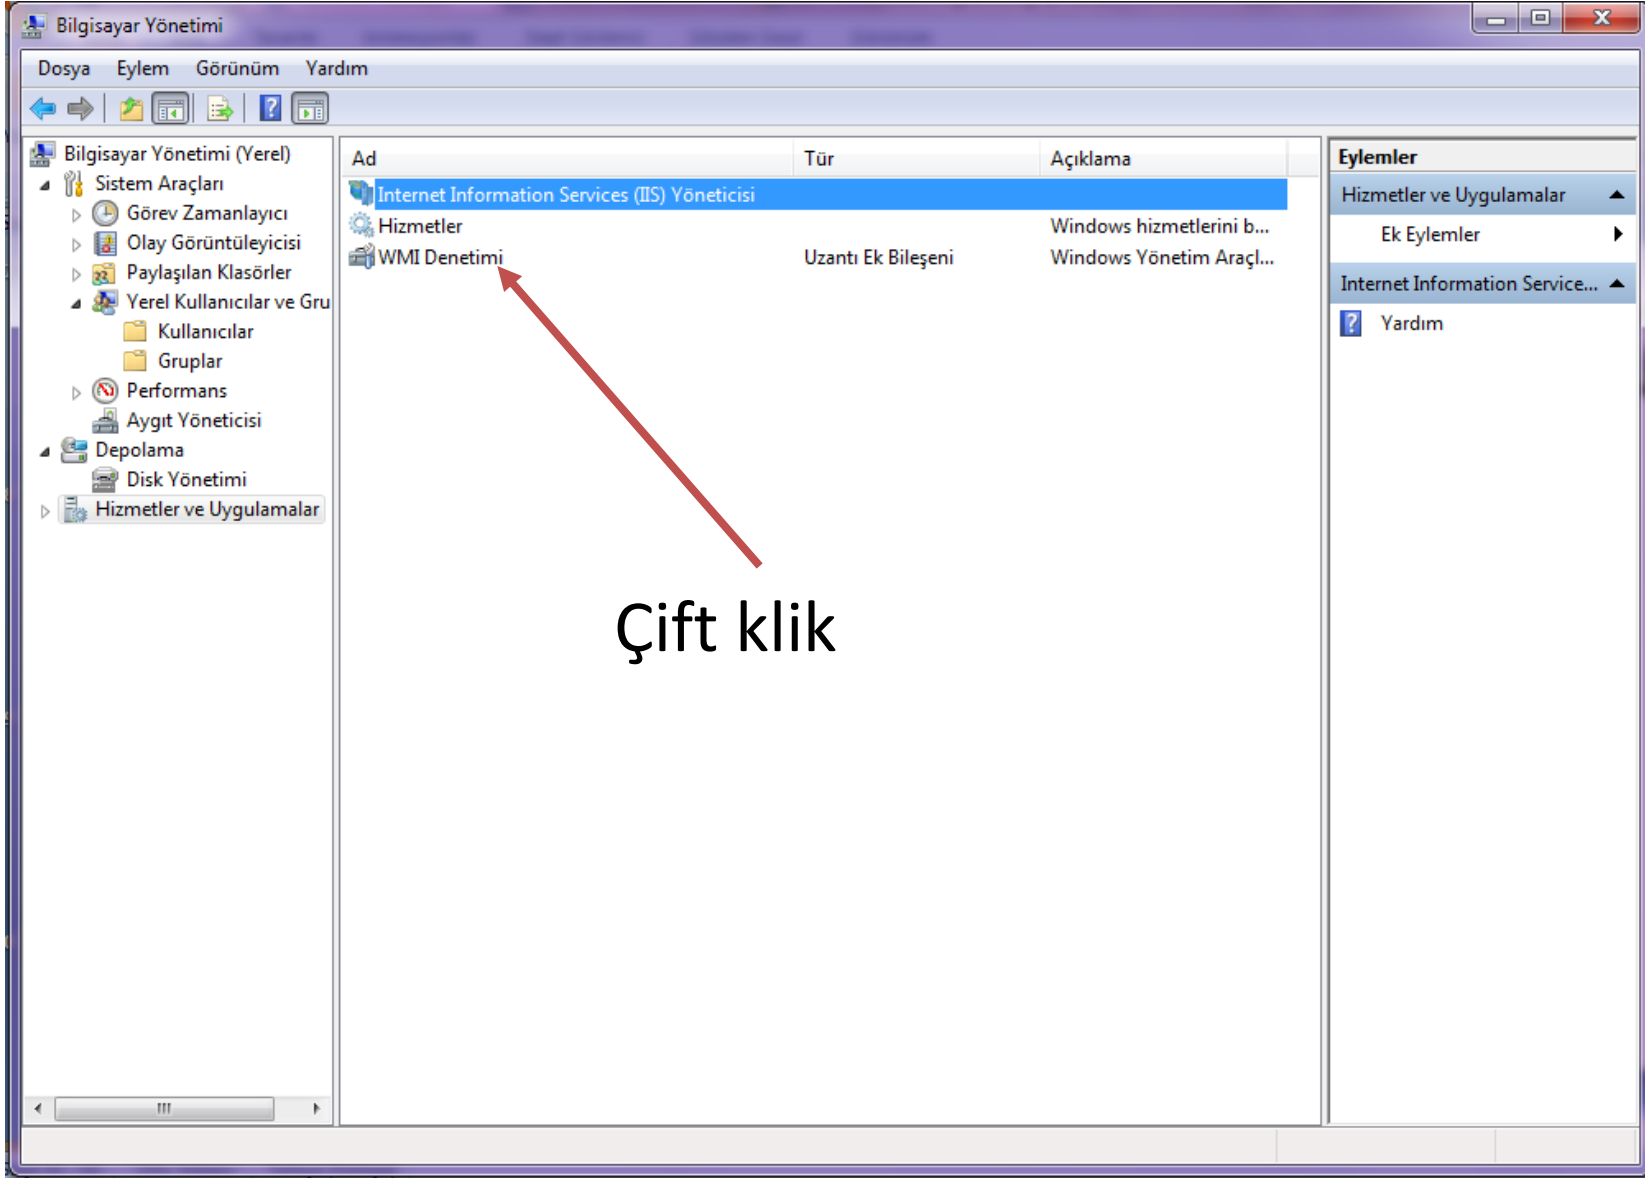 Bilgisayar Yönetimi
Dosya Eylem Görünüm Yardım
Bilgisayar Yönetimi (Yerel)
Sistem Araçları
Görev Zamanlayıcı
Olay Görüntüleyicisi
Paylaşılan Klasörler
Yerel Kullanıcılar ve Gru
Kullanıcılar
Gruplar
Performans
Aygıt Yöneticisi
Depolama
Disk Yönetimi
Hizmetler ve Uygulamalar
Ad Tür Açıklama
Internet Information Services (IIS) Yöneticisi
Hizmetler Windows hizmetlerini b...
WMI Denetimi Uzantı Ek Bileşeni Windows Yönetim Araçl...
Çift klik
Eylemler
Hizmetler ve Uygulamalar
Ek Eylemler
Internet Information Service...
Yardım